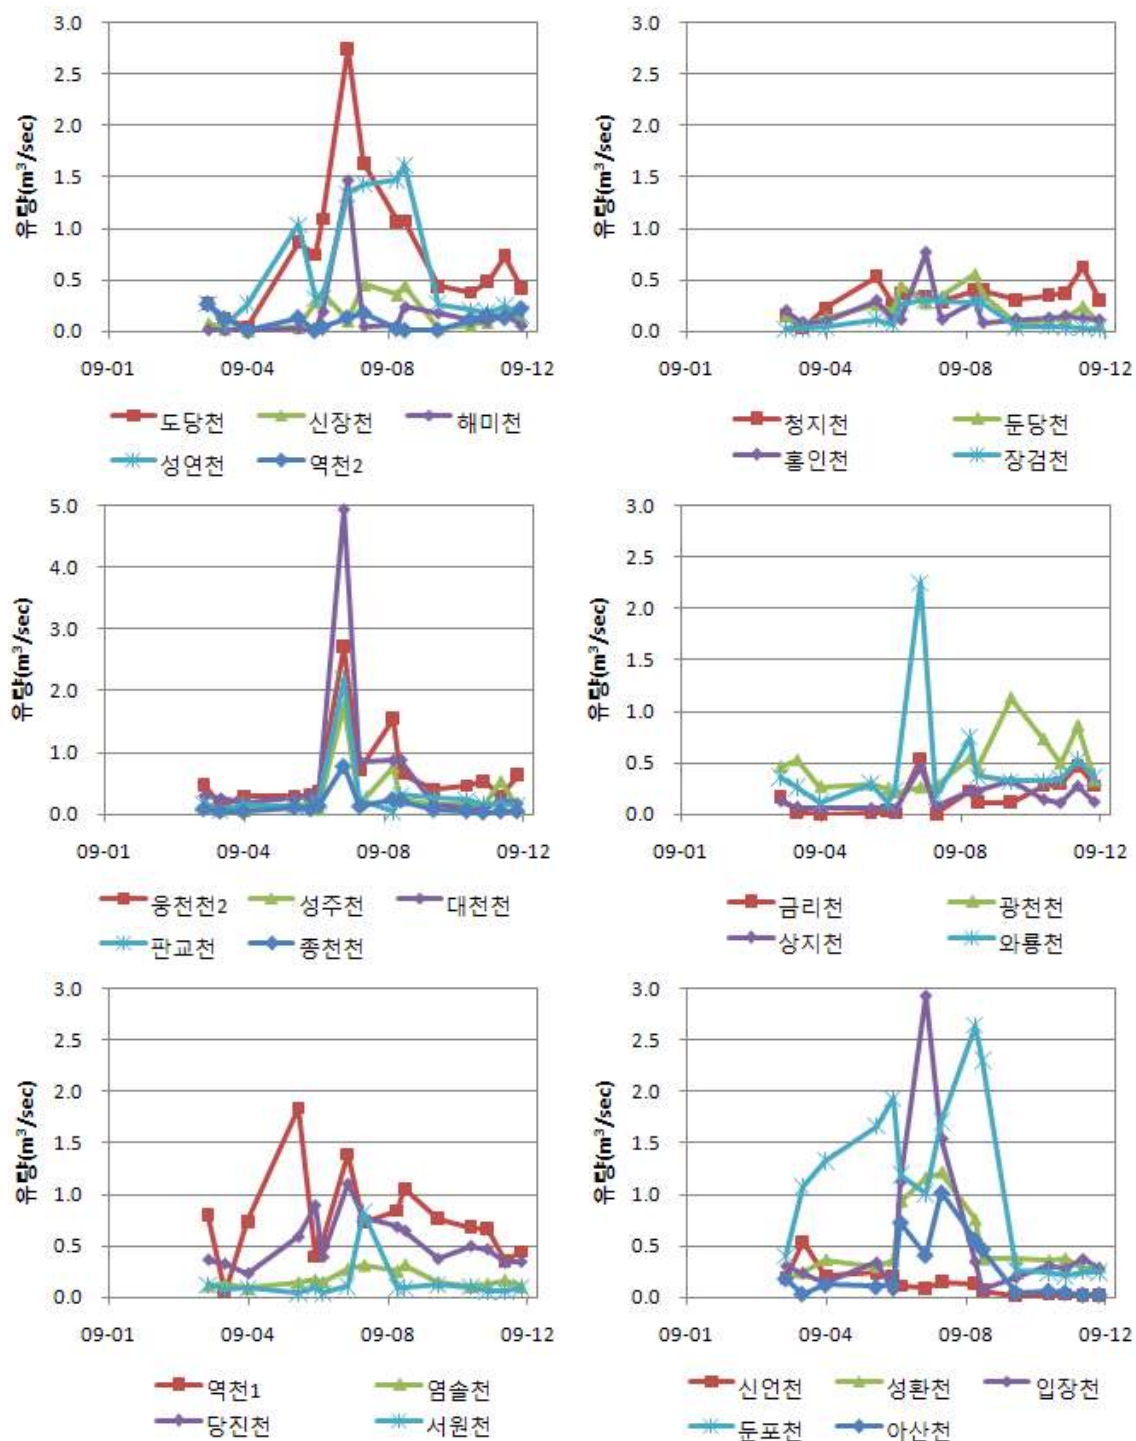 3.0
2.5
2.0
1.5
1.0
0.5
0.0
유량(m³/sec)
09-01 09-04 09-08 09-12
도당천 신장천 해미천
성연천 역천2
3.0
2.5
2.0
1.5
1.0
0.5
0.0
유량(m³/sec)
09-01 09-04 09-08 09-12
청지천 둔당천
홍인천 장검천
5.0
4.0
3.0
2.0
1.0
0.0
유량(m³/sec)
09-01 09-04 09-08 09-12
웅천천2 성주천 대천천
판교천 종천천
3.0
2.5
2.0
1.5
1.0
0.5
0.0
유량(m³/sec)
09-01 09-04 09-08 09-12
금리천 광천천
상지천 와룡천
3.0
2.5
2.0
1.5
1.0
0.5
0.0
유량(m³/sec)
09-01 09-04 09-08 09-12
역천1 염솔천
당진천 서원천
3.0
2.5
2.0
1.5
1.0
0.5
0.0
유량(m³/sec)
09-01 09-04 09-08 09-12
신언천 성환천 입장천
둔포천 아산천